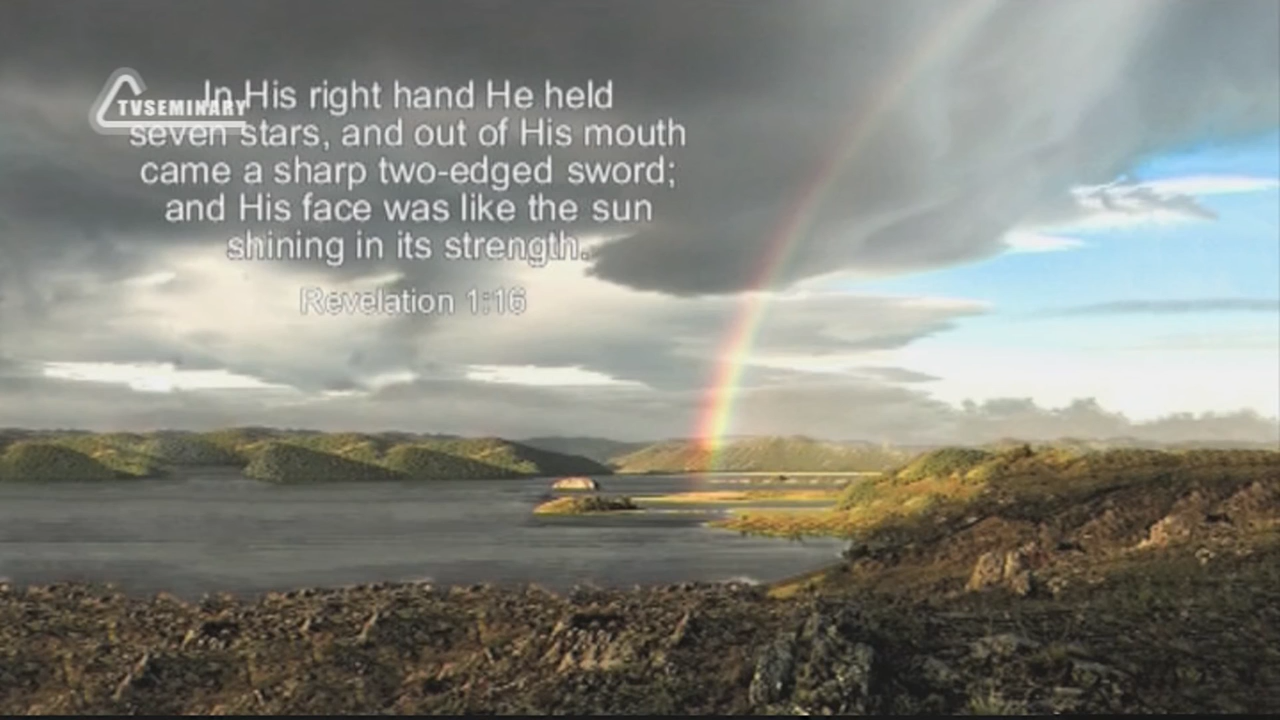 TVSEMINARY
In His right hand He held
seven stars, and out of His mouth
came a sharp two-edged sword;
and His face was like the sun
shining in its strength.
Revelation 1:16